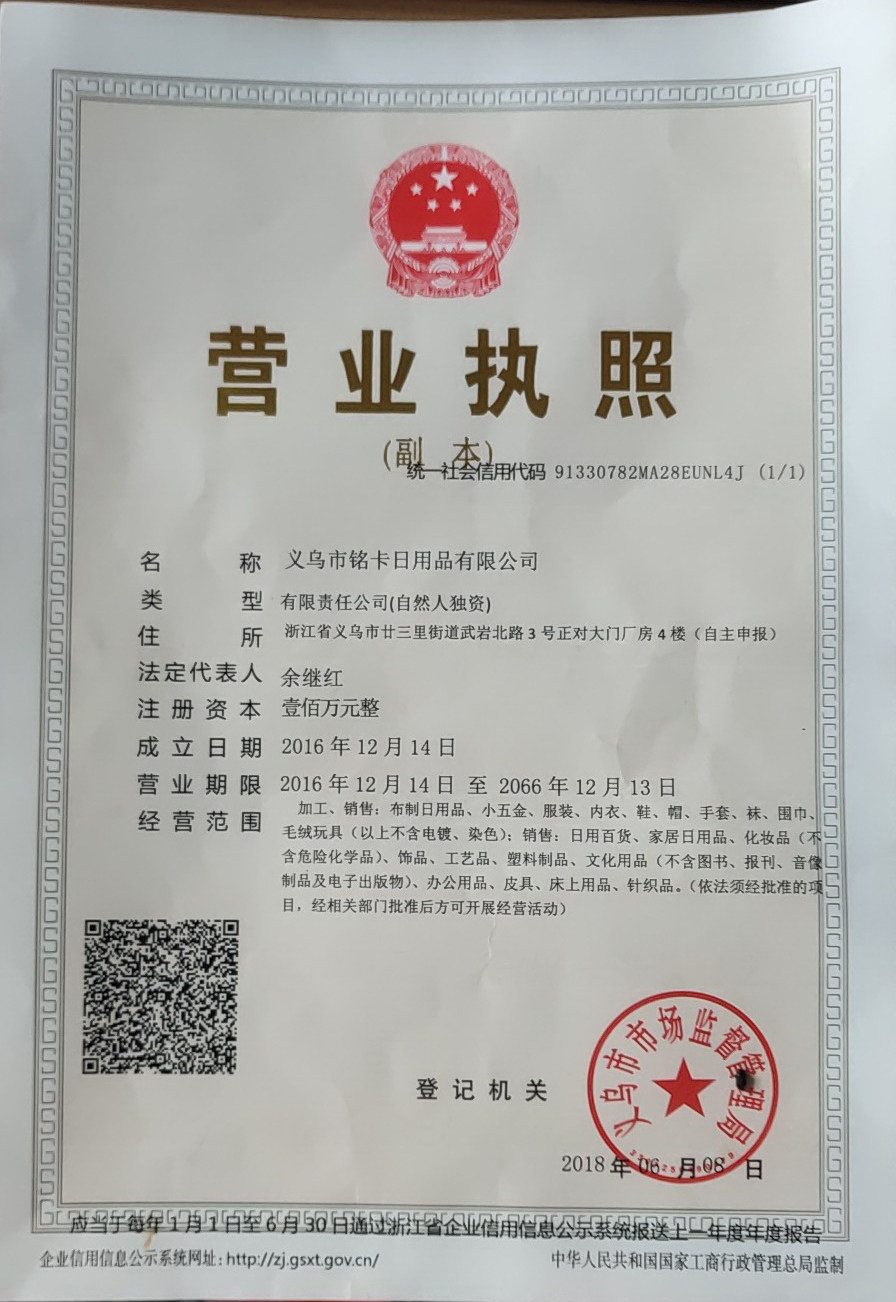 营业执照
(副 本)
统一社会信用代码 91330782MA28EUNL4J (1/1)
名 称 义乌市铭卡日用品有限公司
类 型 有限责任公司(自然人独资)
住 所 浙江省义乌市廿三里街道武岩北路3号正对大门厂房4楼（自主申报）
法定代表人 余继红
注册资本 壹佰万元整
成立日期 2016年12月14日
营业期限 2016年12月14日 至 2066年12月13日
经营范围 加工、销售：布制日用品、小五金、服装、内衣、鞋、帽、手套、袜、围巾、
毛绒玩具（以上不含电镀、染色）；销售：日用百货、家居日用品、化妆品（不
含危险化学品）、饰品、工艺品、塑料制品、文化用品（不含图书、报刊、音像
制品及电子出版物）、办公用品、皮具、床上用品、针织品。（依法须经批准的项
目，经相关部门批准后方可开展经营活动）
义乌市市场监督管理局
登记机关
2018年06月08日
应当于每年1月1日至6月30日通过浙江省企业信用信息公示系统报送上一年度年度报告
企业信用信息公示系统网址：http://zj.gsxt.gov.cn/
中华人民共和国国家工商行政管理总局监制